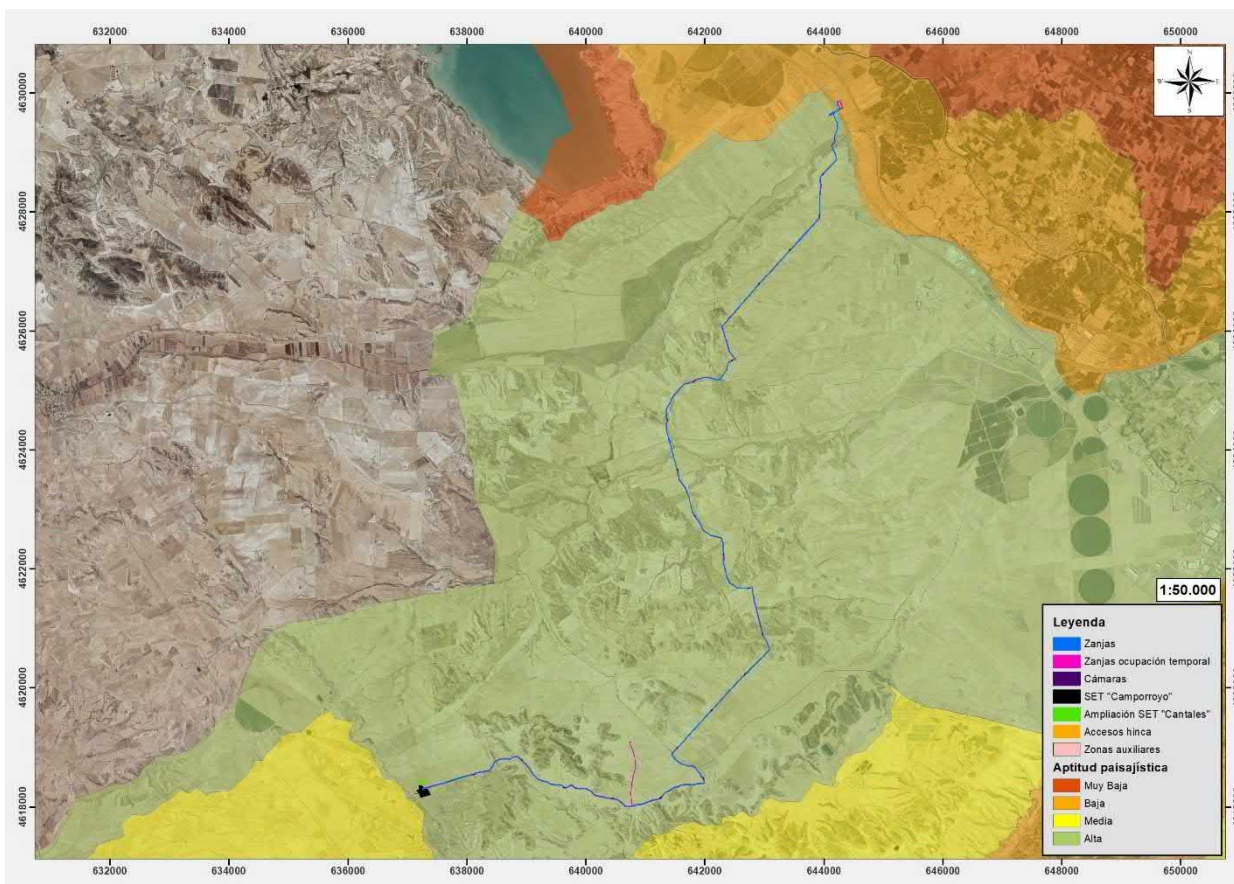 632000 634000 636000 638000 640000 642000 644000 646000 648000 650000
N
W E
S
4630000
4628000
4626000
4624000
4622000
4620000
4618000
1:50.000
Leyenda
Zanjas
Zanjas ocupación temporal
Cámaras
SET "Camporroyo"
Ampliación SET "Cantales"
Accesos hinca
Zonas auxiliares
Aptitud paisajística
Muy Baja
Baja
Media
Alta
632000 634000 636000 638000 640000 642000 644000 646000 648000 650000